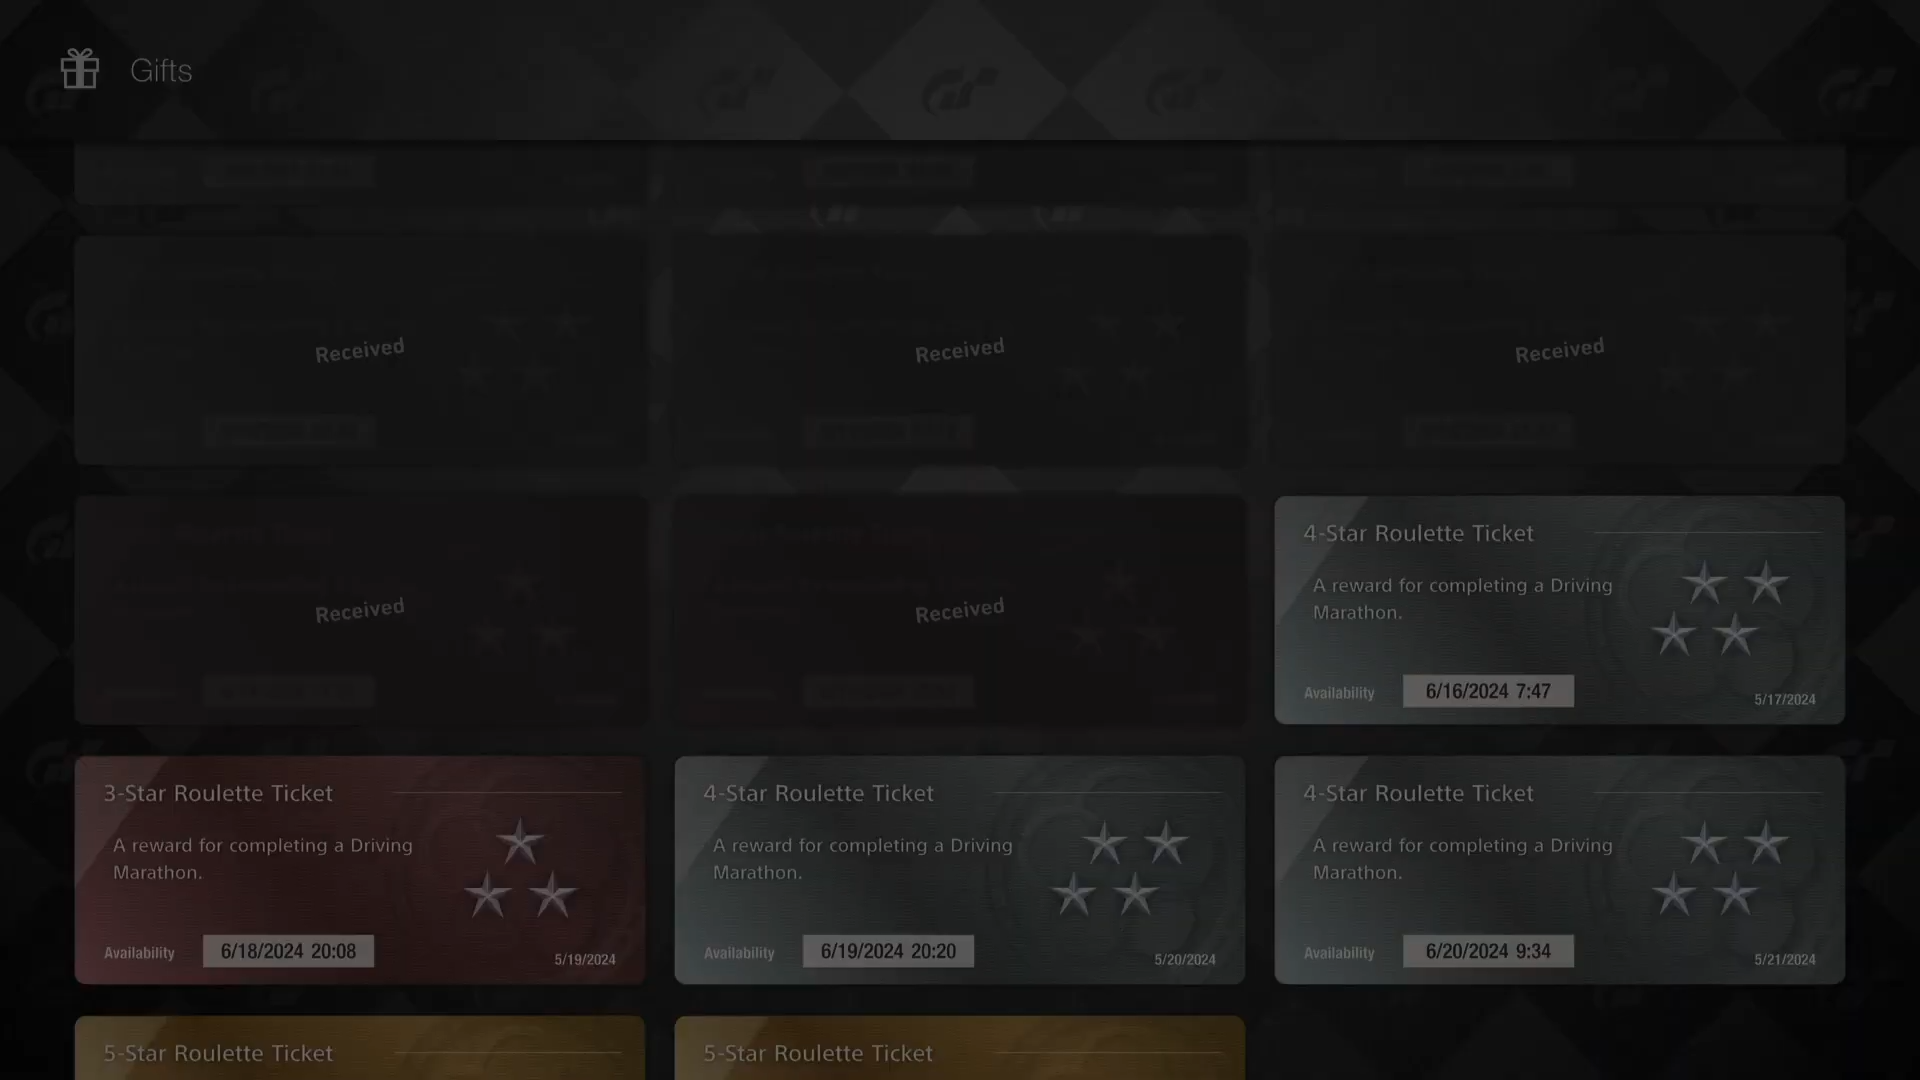 Gifts
Received
Received
Received
Received
Received
4-Star Roulette Ticket
A reward for completing a Driving
Marathon.
Availability 6/16/2024 7:47 5/17/2024
3-Star Roulette Ticket
A reward for completing a Driving
Marathon.
Availability 6/18/2024 20:08 5/19/2024
4-Star Roulette Ticket
A reward for completing a Driving
Marathon.
Availability 6/19/2024 20:20 5/20/2024
4-Star Roulette Ticket
A reward for completing a Driving
Marathon.
Availability 6/20/2024 9:34 5/21/2024
5-Star Roulette Ticket
5-Star Roulette Ticket